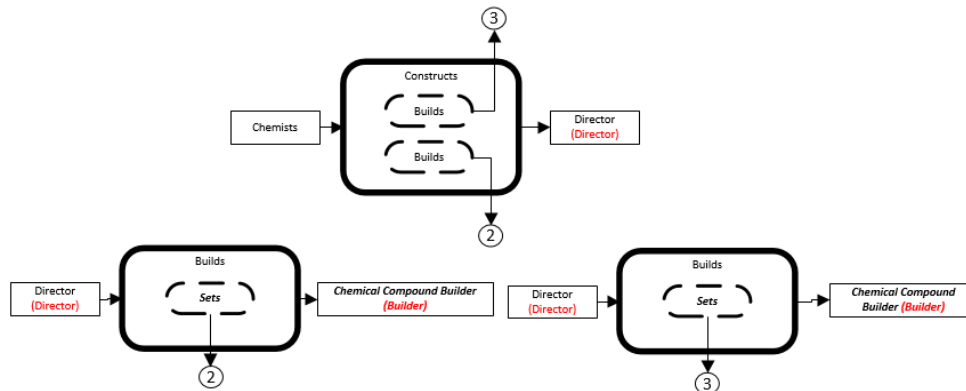 3
Constructs
Builds
Chemists
Director
(Director)
Builds
2
Builds
Director
(Director)
Sets
Chemical Compound Builder
(Builder)
2
Builds
Director
(Director)
Sets
Chemical Compound
Builder (Builder)
3